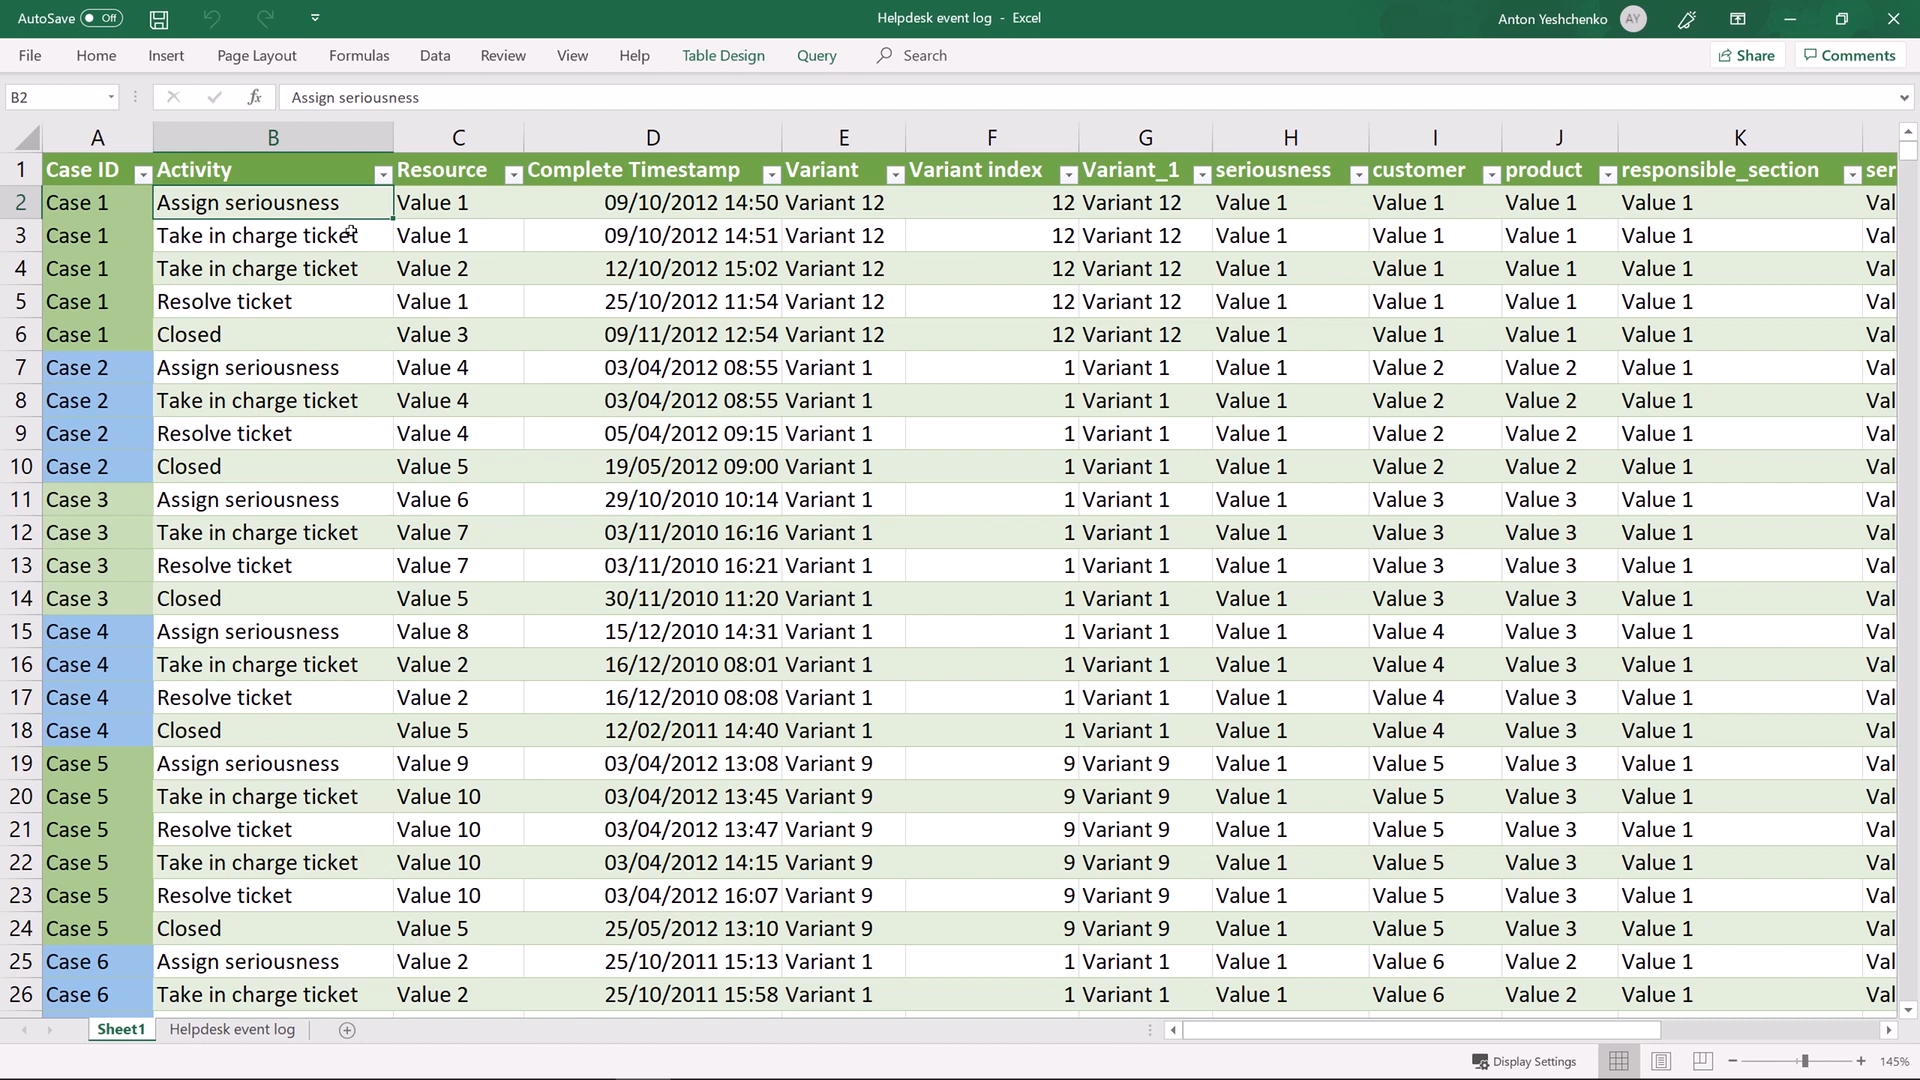 AutoSave Off Helpdesk event log - Excel Anton Yeshchenko AY
File Home Insert Page Layout Formulas Data Review View Help Table Design Query Search Share Comments
B2 fx Assign seriousness
A B C D E F G H I J K
1 Case ID Activity Resource Complete Timestamp Variant Variant index Variant_1 seriousness customer product responsible_section ser
2 Case 1 Assign seriousness Value 1 09/10/2012 14:50 Variant 12 12 Variant 12 Value 1 Value 1 Value 1 Value 1 Val
3 Case 1 Take in charge ticket Value 1 09/10/2012 14:51 Variant 12 12 Variant 12 Value 1 Value 1 Value 1 Value 1 Val
4 Case 1 Take in charge ticket Value 2 12/10/2012 15:02 Variant 12 12 Variant 12 Value 1 Value 1 Value 1 Value 1 Val
5 Case 1 Resolve ticket Value 1 25/10/2012 11:54 Variant 12 12 Variant 12 Value 1 Value 1 Value 1 Value 1 Val
6 Case 1 Closed Value 3 09/11/2012 12:54 Variant 12 12 Variant 12 Value 1 Value 1 Value 1 Value 1 Val
7 Case 2 Assign seriousness Value 4 03/04/2012 08:55 Variant 1 1 Variant 1 Value 1 Value 2 Value 2 Value 1 Val
8 Case 2 Take in charge ticket Value 4 03/04/2012 08:55 Variant 1 1 Variant 1 Value 1 Value 2 Value 2 Value 1 Val
9 Case 2 Resolve ticket Value 4 05/04/2012 09:15 Variant 1 1 Variant 1 Value 1 Value 2 Value 2 Value 1 Val
10 Case 2 Closed Value 5 19/05/2012 09:00 Variant 1 1 Variant 1 Value 1 Value 2 Value 2 Value 1 Val
11 Case 3 Assign seriousness Value 6 29/10/2010 10:14 Variant 1 1 Variant 1 Value 1 Value 3 Value 3 Value 1 Val
12 Case 3 Take in charge ticket Value 7 03/11/2010 16:16 Variant 1 1 Variant 1 Value 1 Value 3 Value 3 Value 1 Val
13 Case 3 Resolve ticket Value 7 03/11/2010 16:21 Variant 1 1 Variant 1 Value 1 Value 3 Value 3 Value 1 Val
14 Case 3 Closed Value 5 30/11/2010 11:20 Variant 1 1 Variant 1 Value 1 Value 3 Value 3 Value 1 Val
15 Case 4 Assign seriousness Value 8 15/12/2010 14:31 Variant 1 1 Variant 1 Value 1 Value 4 Value 3 Value 1 Val
16 Case 4 Take in charge ticket Value 2 16/12/2010 08:01 Variant 1 1 Variant 1 Value 1 Value 4 Value 3 Value 1 Val
17 Case 4 Resolve ticket Value 2 16/12/2010 08:08 Variant 1 1 Variant 1 Value 1 Value 4 Value 3 Value 1 Val
18 Case 4 Closed Value 5 12/02/2011 14:40 Variant 1 1 Variant 1 Value 1 Value 4 Value 3 Value 1 Val
19 Case 5 Assign seriousness Value 9 03/04/2012 13:08 Variant 9 9 Variant 9 Value 1 Value 5 Value 3 Value 1 Val
20 Case 5 Take in charge ticket Value 10 03/04/2012 13:45 Variant 9 9 Variant 9 Value 1 Value 5 Value 3 Value 1 Val
21 Case 5 Resolve ticket Value 10 03/04/2012 13:47 Variant 9 9 Variant 9 Value 1 Value 5 Value 3 Value 1 Val
22 Case 5 Take in charge ticket Value 10 03/04/2012 14:15 Variant 9 9 Variant 9 Value 1 Value 5 Value 3 Value 1 Val
23 Case 5 Resolve ticket Value 10 03/04/2012 16:07 Variant 9 9 Variant 9 Value 1 Value 5 Value 3 Value 1 Val
24 Case 5 Closed Value 5 25/05/2012 13:10 Variant 9 9 Variant 9 Value 1 Value 5 Value 3 Value 1 Val
25 Case 6 Assign seriousness Value 2 25/10/2011 15:13 Variant 1 1 Variant 1 Value 1 Value 6 Value 2 Value 1 Val
26 Case 6 Take in charge ticket Value 2 25/10/2011 15:58 Variant 1 1 Variant 1 Value 1 Value 6 Value 2 Value 1 Val
Sheet1 Helpdesk event log
Display Settings 145%